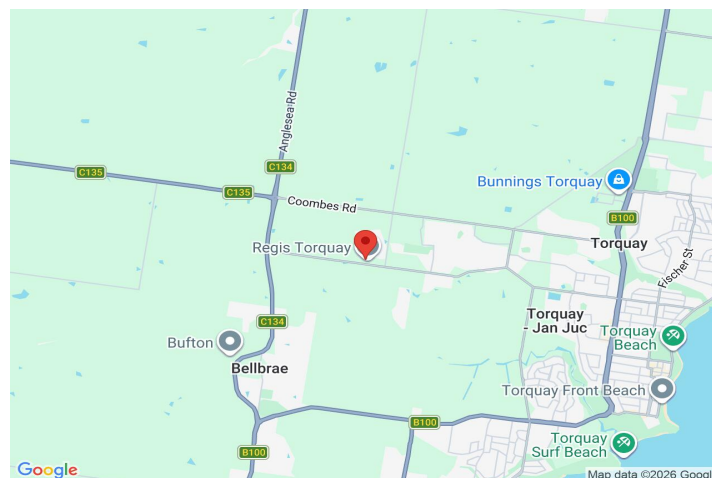 Anglesea Rd
C135
C134
C135
Coombes Rd
Bunnings Torquay
B100
Torquay
Fischer St
Regis Torquay
Torquay
- Jan Juc
C134
Bufton
Bellbrae
Torquay
Beach
Torquay Front Beach
B100
B100
Torquay
Surf Beach
Google
Map data ©2026 Google